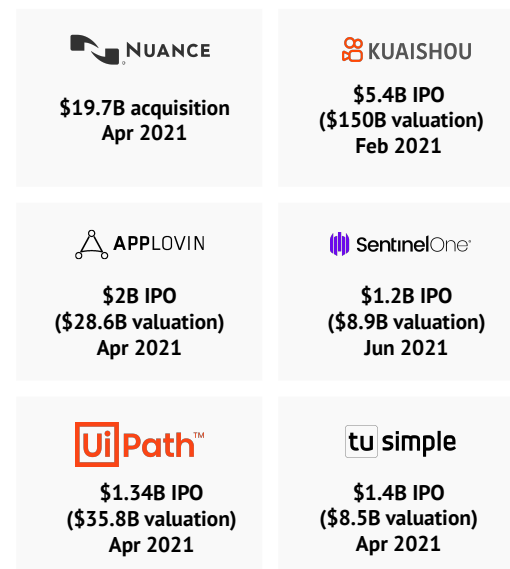 NUANCE
$19.7B acquisition
Apr 2021
KUAISHOU
$5.4B IPO
($150B valuation)
Feb 2021
APPLOVIN
$2B IPO
($28.6B valuation)
Apr 2021
SentinelOne
$1.2B IPO
($8.9B valuation)
Jun 2021
UiPath™
$1.34B IPO
($35.8B valuation)
Apr 2021
tu simple
$1.4B IPO
($8.5B valuation)
Apr 2021